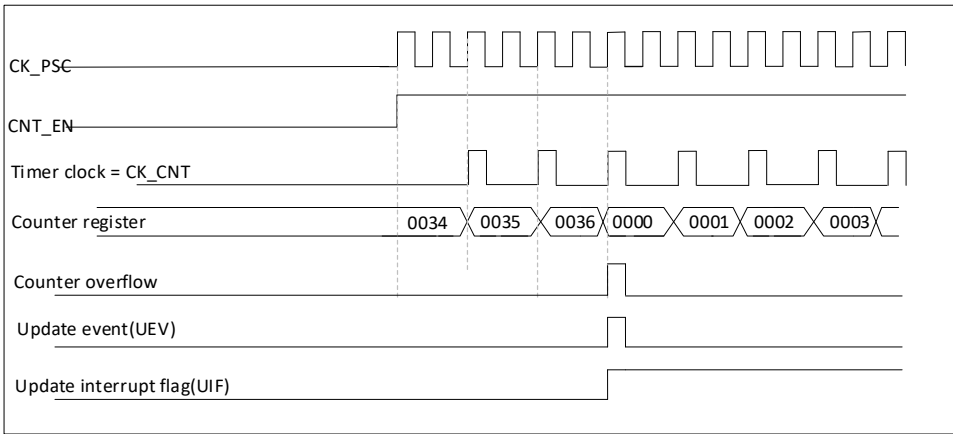 CK_PSC
CNT_EN
Timer clock = CK_CNT
Counter register
0034 0035 0036 0000 0001 0002 0003
Counter overflow
Update event(UEV)
Update interrupt flag(UIF)